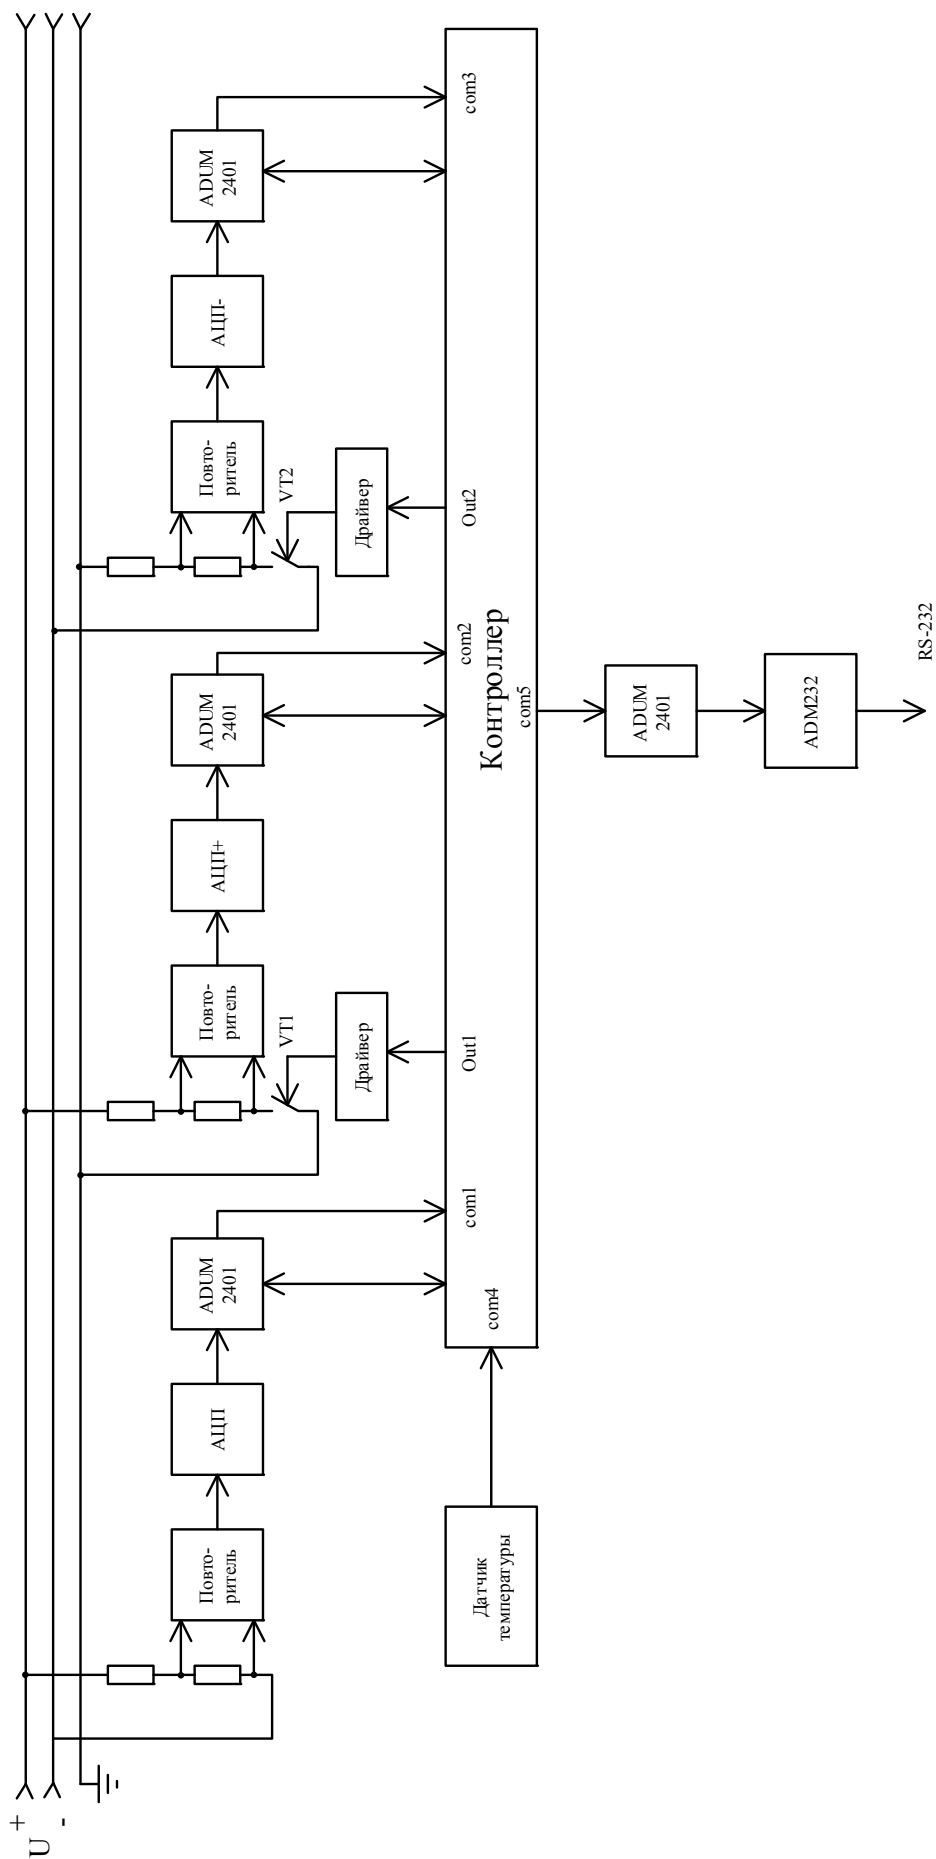 U
+
-
Повто-
ритель
АЦП
ADUM
2401
Повто-
ритель
АЦП+
ADUM
2401
Повто-
ритель
АЦП-
ADUM
2401
VT1
VT2
Драйвер
Драйвер
com1
Out1
com2
Out2
com3
com4
Контроллер
com5
Датчик
температуры
ADUM
2401
ADM232
RS-232